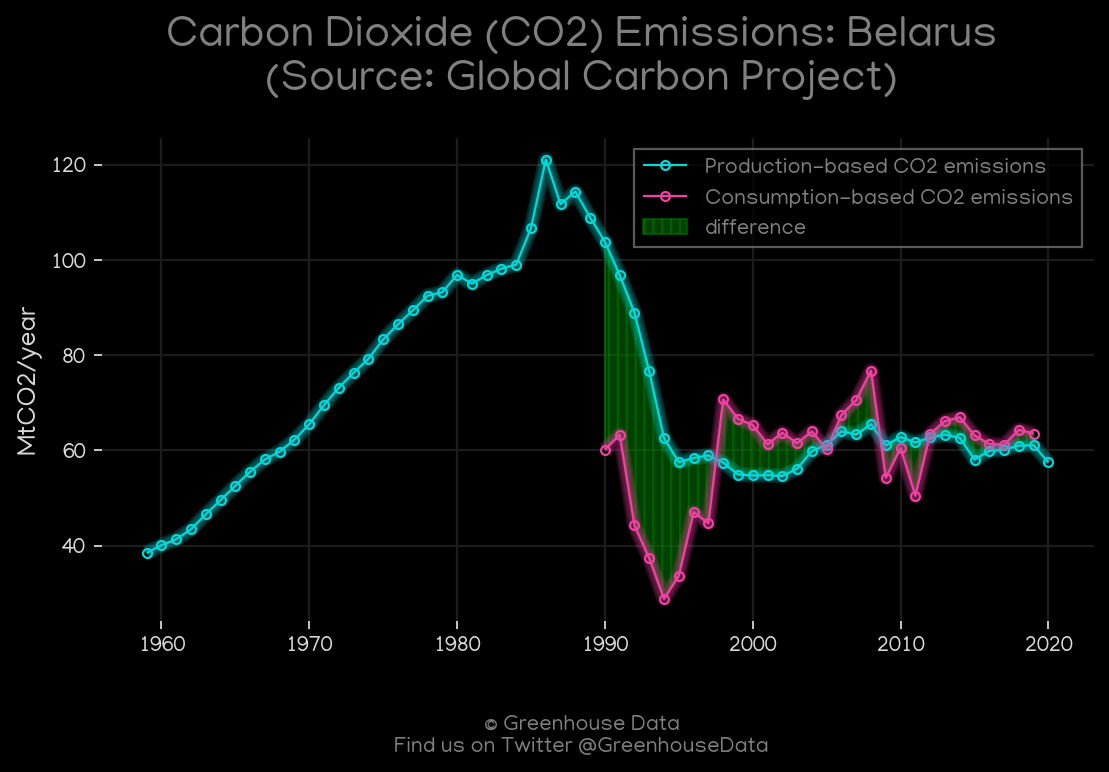 Carbon Dioxide (CO2) Emissions: Belarus
(Source: Global Carbon Project)
Production-based CO2 emissions
Consumption-based CO2 emissions
difference
MtCO2/year
120
100
80
60
40
1960 1970 1980 1990 2000 2010 2020
© Greenhouse Data
Find us on Twitter @GreenhouseData